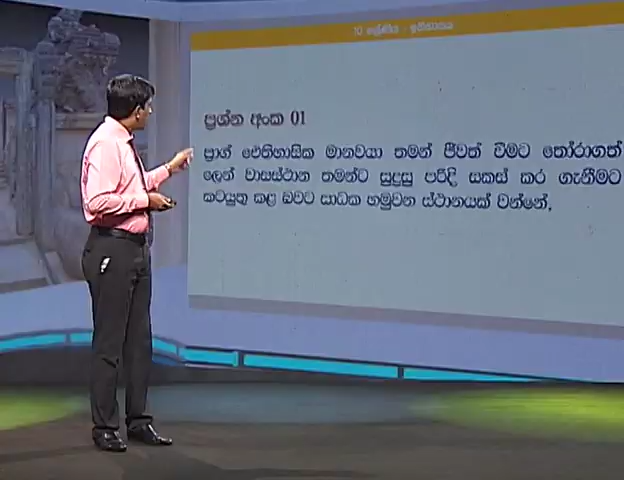 10 ශ්‍රේණිය - ඉතිහාසය
ප්‍රශ්න අංක 01
ප්‍රාග් ඓතිහාසික මානවයා තමන් ජීවත් වීමට තෝරාගත්
ලෙන් වාසස්ථාන තමන්ට සුදුසු පරිදි සකස් කර ගැනීමට
කටයුතු කළ බවට සාධක හමුවන ස්ථානයක් වන්නේ,